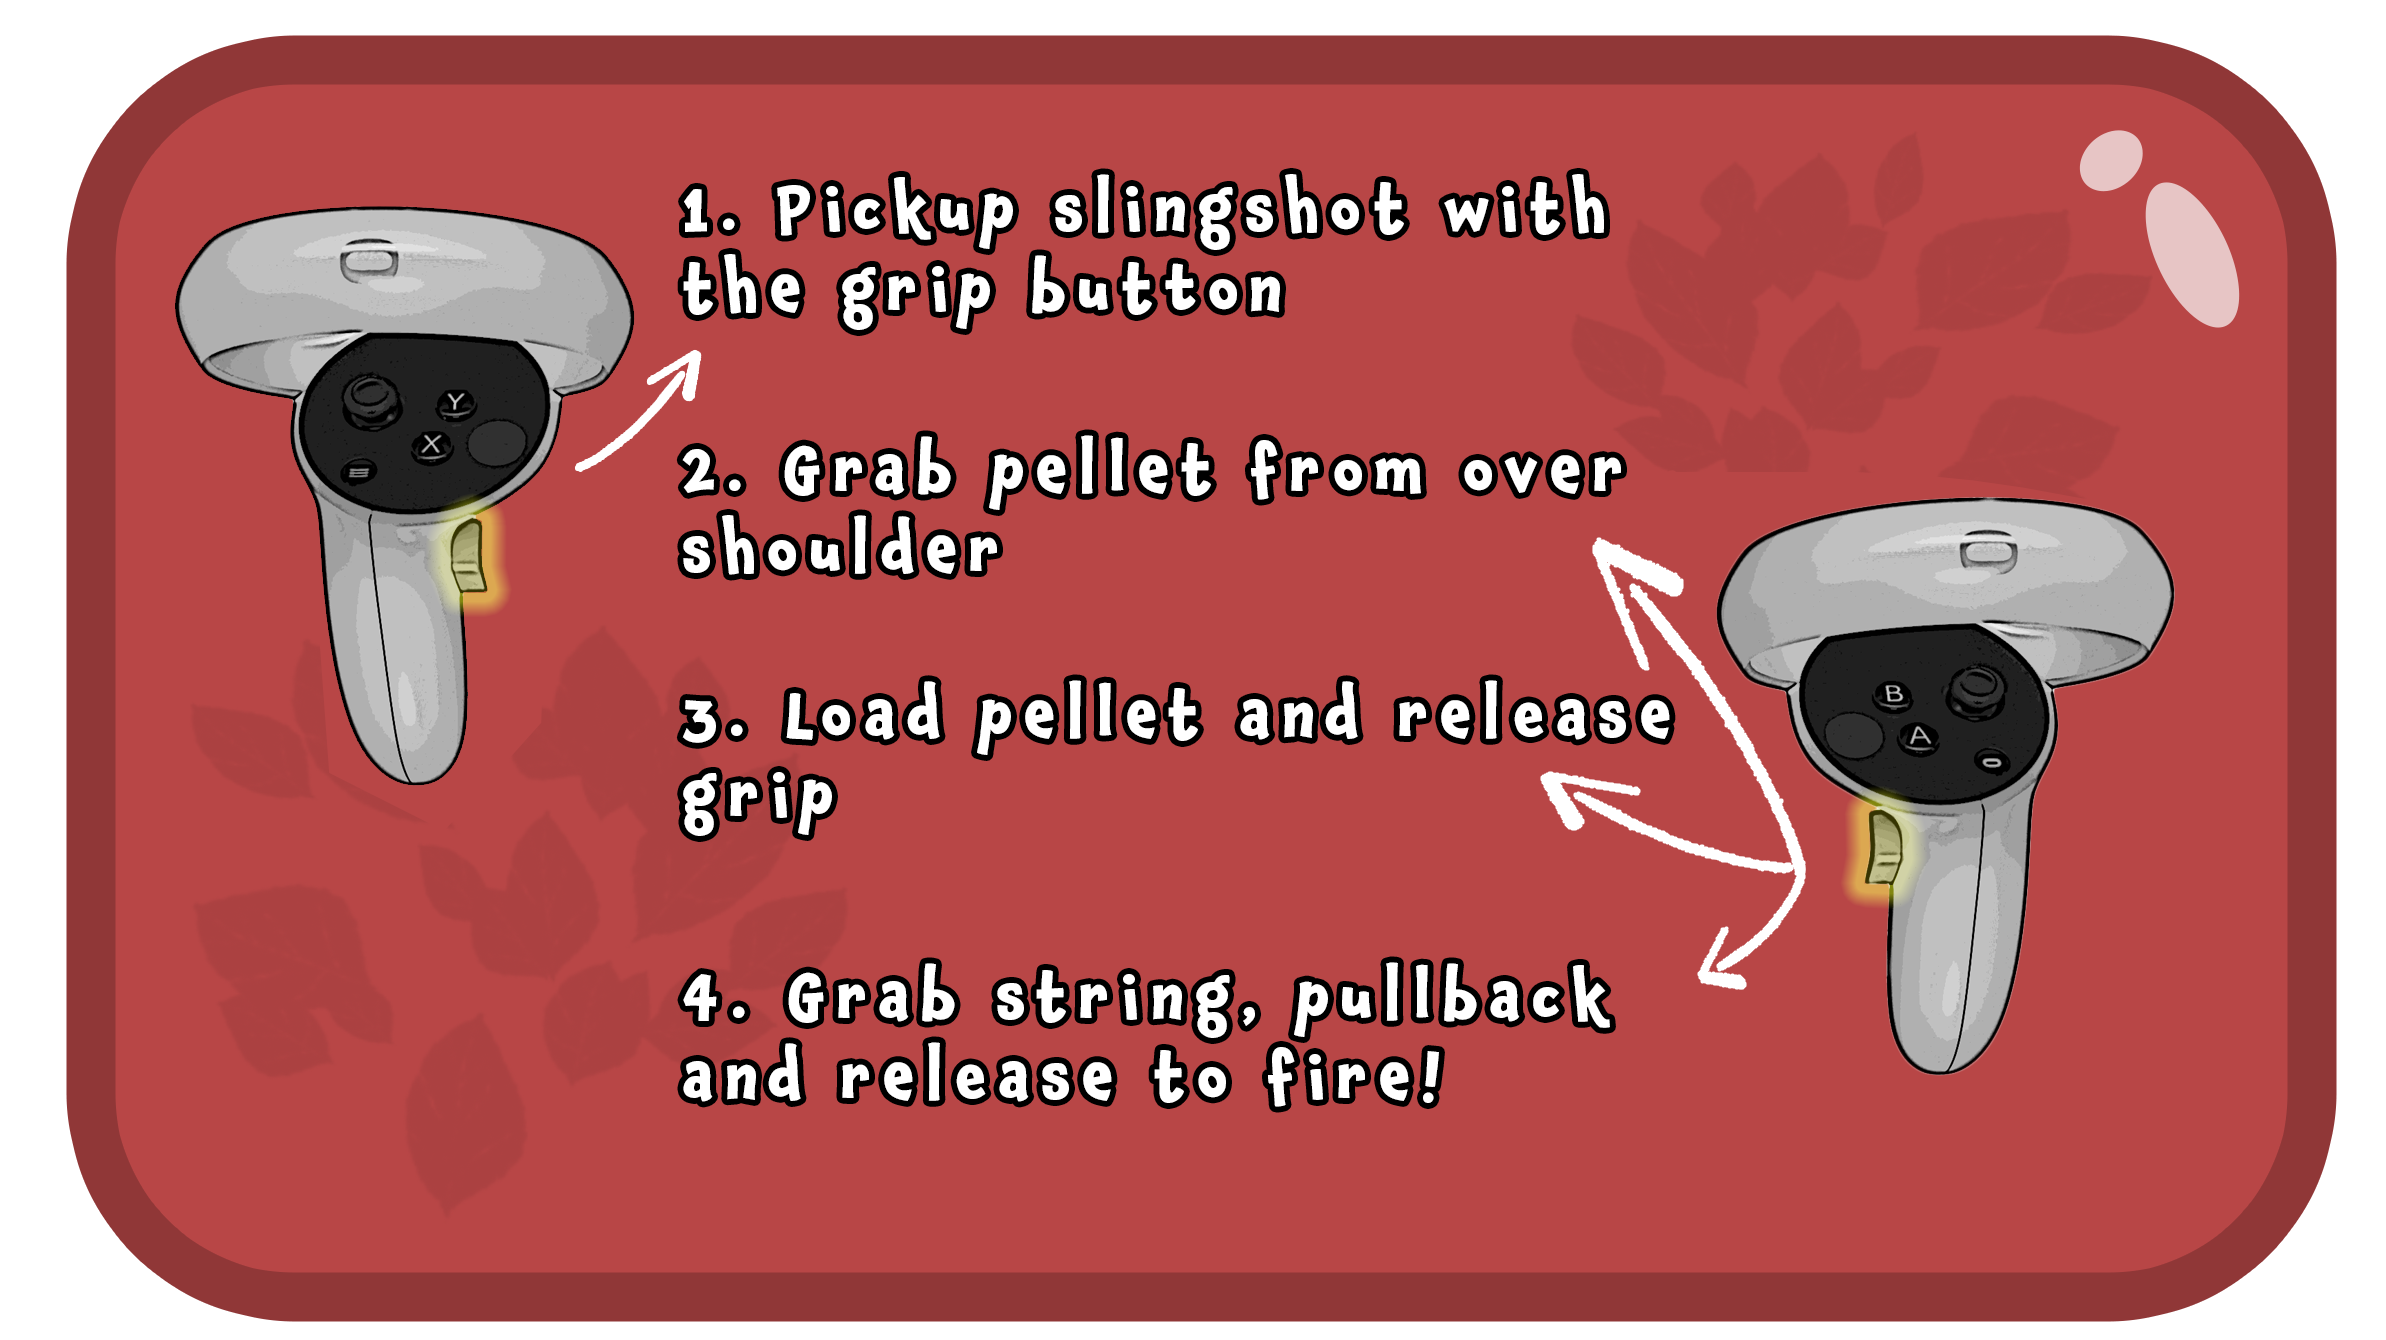 1. Pickup slingshot with
the grip button
Y
X
2. Grab pellet from over
shoulder
3. Load pellet and release
grip
B
A
4. Grab string, pullback
and release to fire!